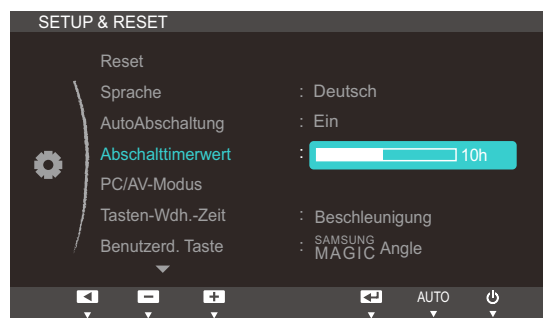 SETUP & RESET
Reset
Sprache : Deutsch
AutoAbschaltung : Ein
Abschalttimerwert : 10h
PC/AV-Modus
Tasten-Wdh.-Zeit : Beschleunigung
Benutzerd. Taste : SAMSUNG MAGIC Angle
AUTO